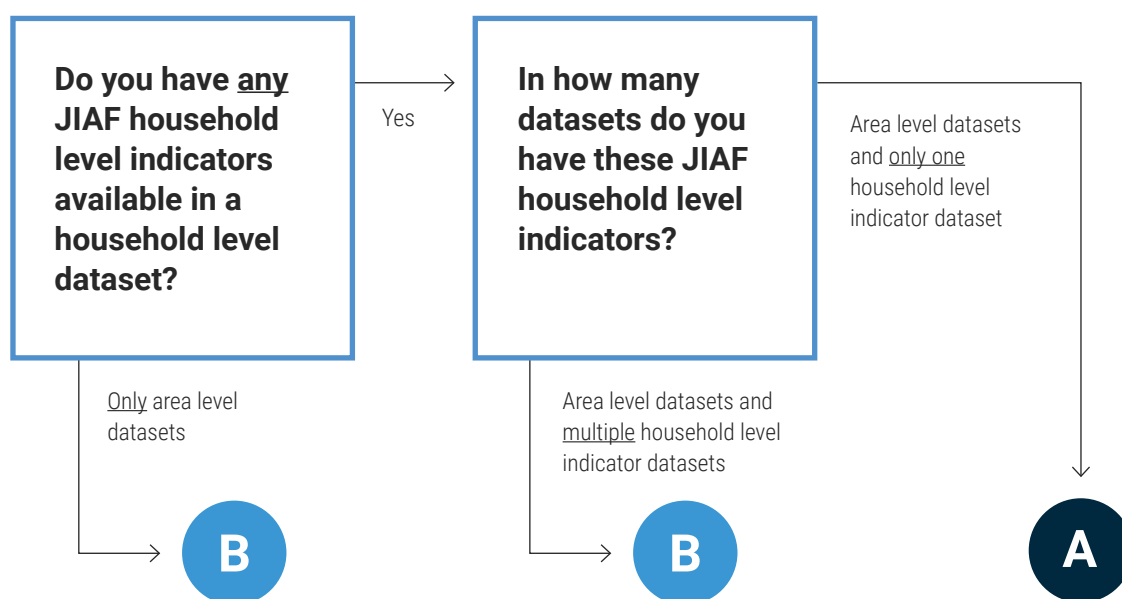 Do you have any
JIAF household
level indicators
available in a
household level
dataset?
Yes
In how many
datasets do you
have these JIAF
household level
indicators?
Area level datasets
and only one
household level
indicator dataset
Only area level
datasets
Area level datasets and
multiple household level
indicator datasets
B
B
A